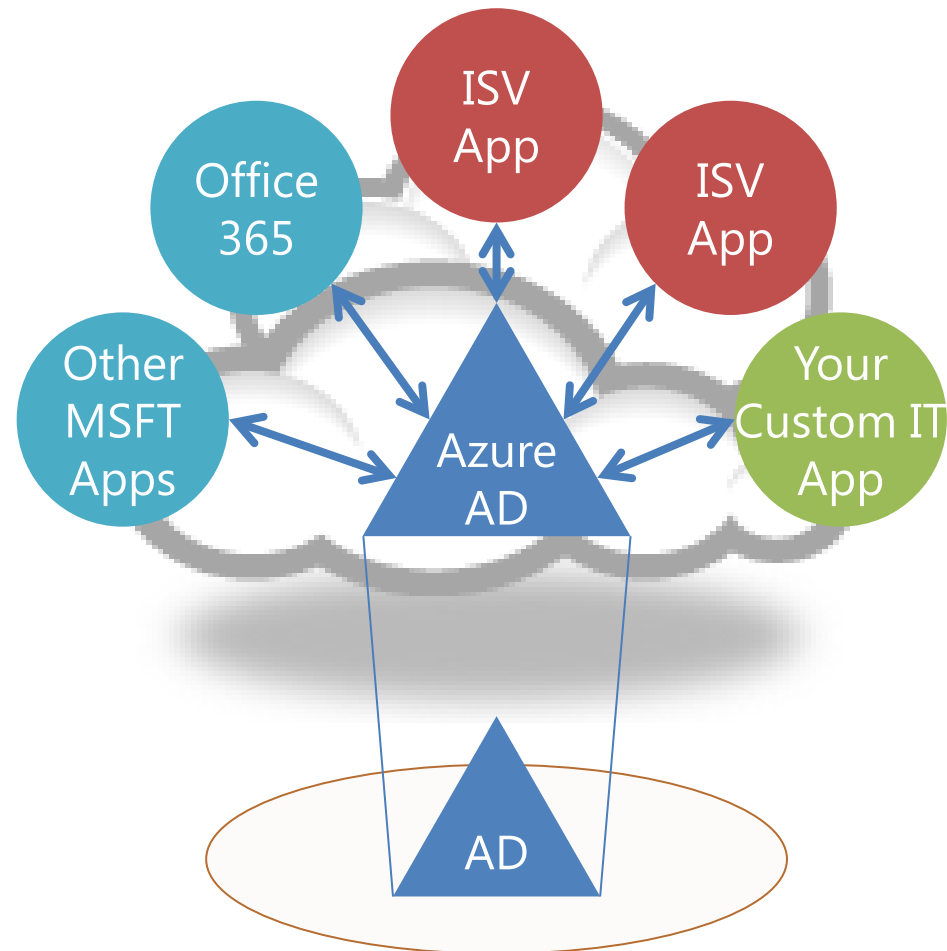 ISV
App
Office
365
ISV
App
Other
MSFT
Apps
Your
Custom IT
App
Azure
AD
AD